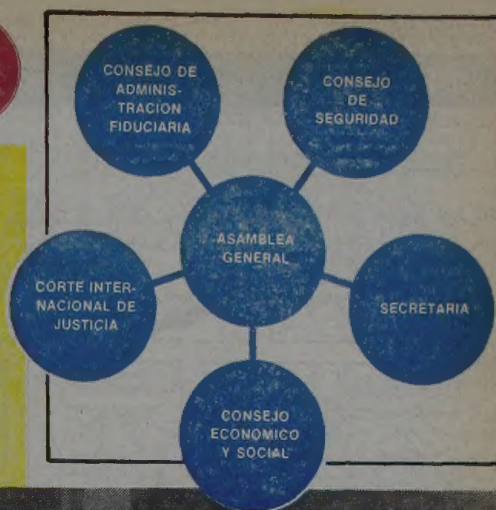 CONSEJO DE
ADMINIS-
TRACION
FIDUCIARIA
CONSEJO
DE
SEGURIDAD
ASAMBLEA
GENERAL
CORTE INTER-
NACIONAL DE
JUSTICIA
SECRETARIA
CONSEJO
ECONOMICO
Y SOCIAL